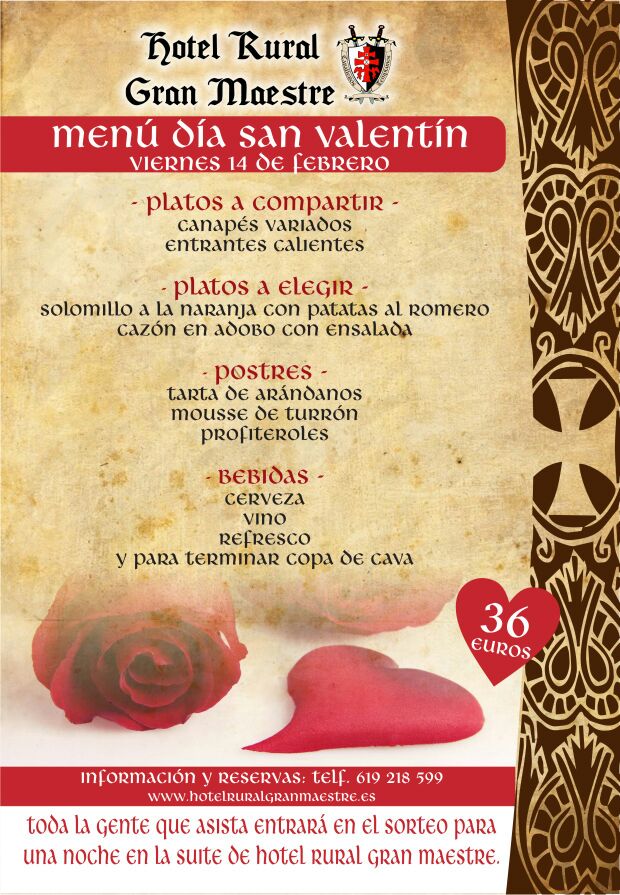 Hotel Rural
Gran Maestre
menú día san valentín
viernes 14 de febrero
- platos a compartir -
canapés variados
entrantes calientes
- platos a elegir -
solomillo a la naranja con patatas al romero
cazón en adobo con ensalada
- postres -
tarta de arándanos
mousse de turrón
profiteroles
- bebidas -
cerveza
vino
refresco
y para terminar copa de cava
36
euros
información y reservas: telf. 619 218 599
www.hotelruralgranmaestre.es
toda la gente que asista entrará en el sorteo para
una noche en la suite de hotel rural gran maestre.